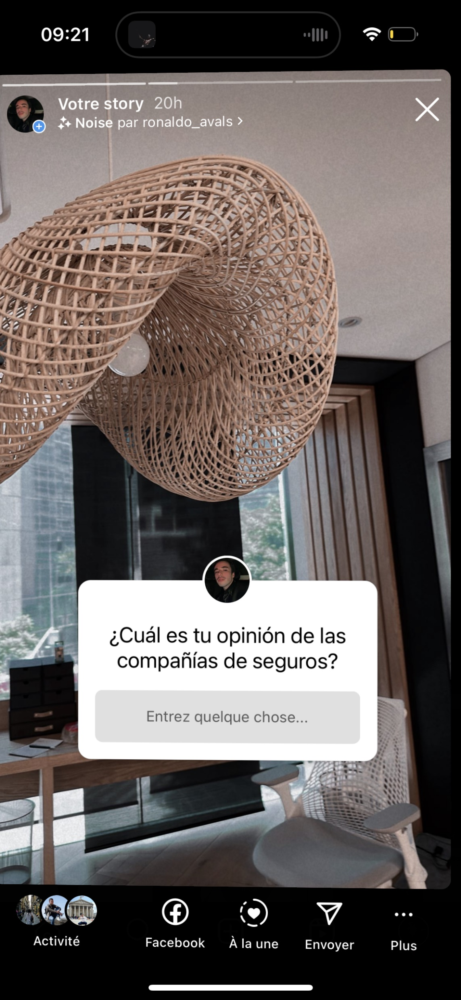 09:21
Votre story 20h
Noise par ronaldo_avals >
¿Cuál es tu opinión de las
compañías de seguros?
Entrez quelque chose...
Activité
Facebook
À la une
Envoyer
Plus